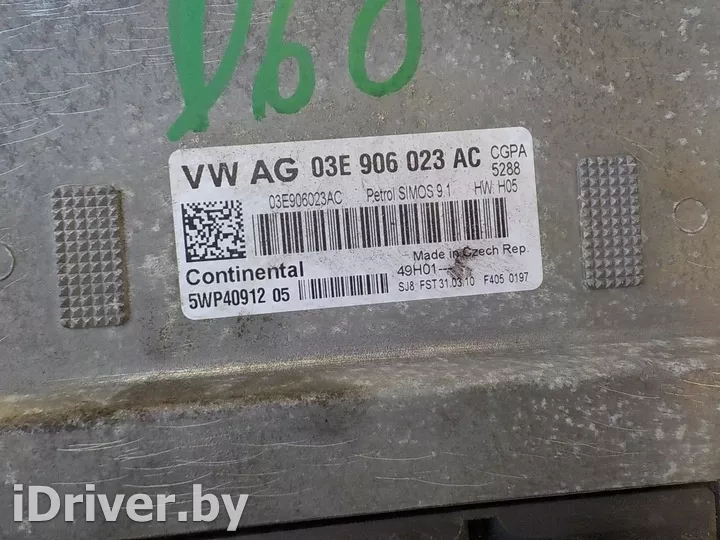 VW AG 03E 906 023 AC CGPA
5288
03E906023AC Petrol SIMOS 9.1 HW: H05
Made in Czech Rep.
Continental 49H01
5WP40912 05 SJ8 FST 31.03.10 F405 0197
iDriver.by